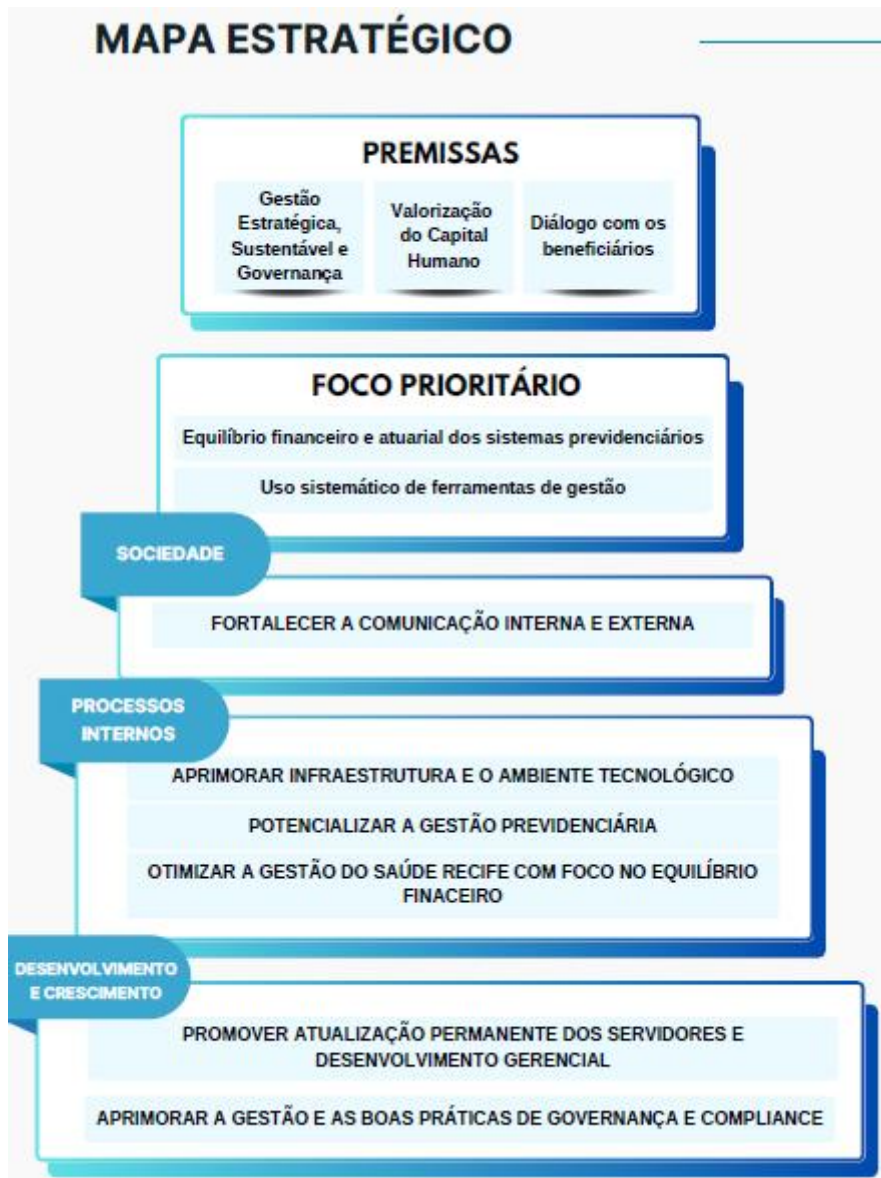 MAPA ESTRATÉGICO
PREMISSAS
Gestão
Estratégica,
Sustentável e
Governança
Valorização
do Capital
Humano
Diálogo com os
beneficiários
FOCO PRIORITÁRIO
Equilíbrio financeiro e atuarial dos sistemas previdenciários
Uso sistemático de ferramentas de gestão
SOCIEDADE
FORTALECER A COMUNICAÇÃO INTERNA E EXTERNA
PROCESSOS
INTERNOS
APRIMORAR INFRAESTRUTURA E O AMBIENTE TECNOLÓGICO
POTENCIALIZAR A GESTÃO PREVIDENCIÁRIA
OTIMIZAR A GESTÃO DO SAÚDE RECIFE COM FOCO NO EQUILÍBRIO
FINACEIRO
DESENVOLVIMENTO
E CRESCIMENTO
PROMOVER ATUALIZAÇÃO PERMANENTE DOS SERVIDORES E
DESENVOLVIMENTO GERENCIAL
APRIMORAR A GESTÃO E AS BOAS PRÁTICAS DE GOVERNANÇA E COMPLIANCE